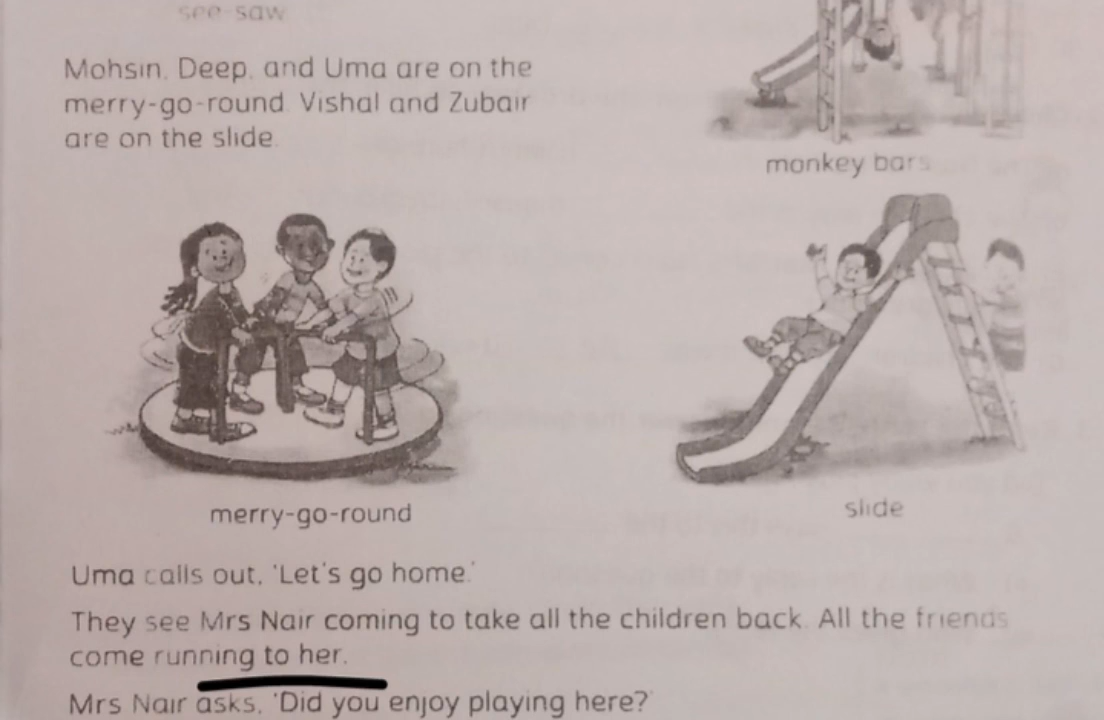 see-saw
Mohsin, Deep, and Uma are on the
merry-go-round. Vishal and Zubair
are on the slide.
monkey bars
merry-go-round
slide
Uma calls out, 'Let's go home.'
They see Mrs Nair coming to take all the children back. All the friends
come running to her.
Mrs Nair asks, 'Did you enjoy playing here?'